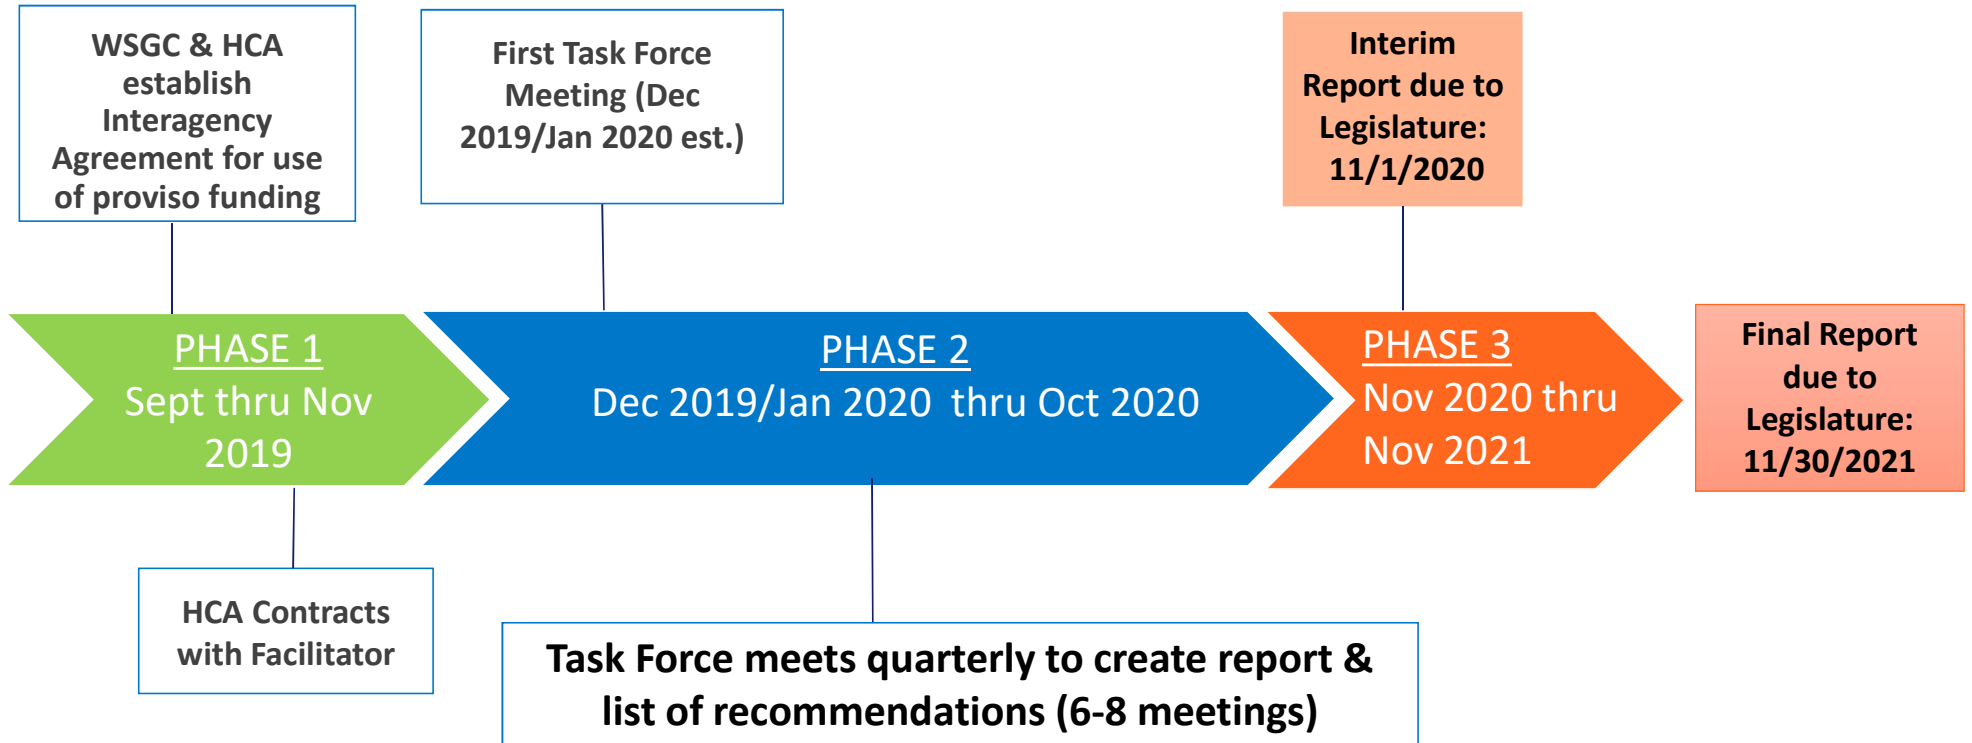 WSGC & HCA
establish
Interagency
Agreement for use
of proviso funding
First Task Force
Meeting (Dec
2019/Jan 2020 est.)
Interim
Report due to
Legislature:
11/1/2020
PHASE 1
Sept thru Nov
2019
PHASE 2
Dec 2019/Jan 2020 thru Oct 2020
PHASE 3
Nov 2020 thru
Nov 2021
Final Report
due to
Legislature:
11/30/2021
HCA Contracts
with Facilitator
Task Force meets quarterly to create report &
list of recommendations (6-8 meetings)